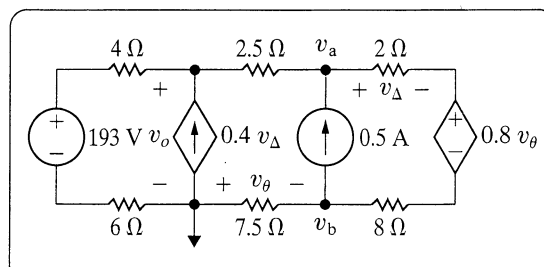 4 Ω 2.5 Ω vₐ 2 Ω
+ + v_Δ −
+ − 193 V v_o 0.4 v_Δ 0.5 A + − 0.8 v_θ
− + v_θ −
6 Ω 7.5 Ω v_b 8 Ω